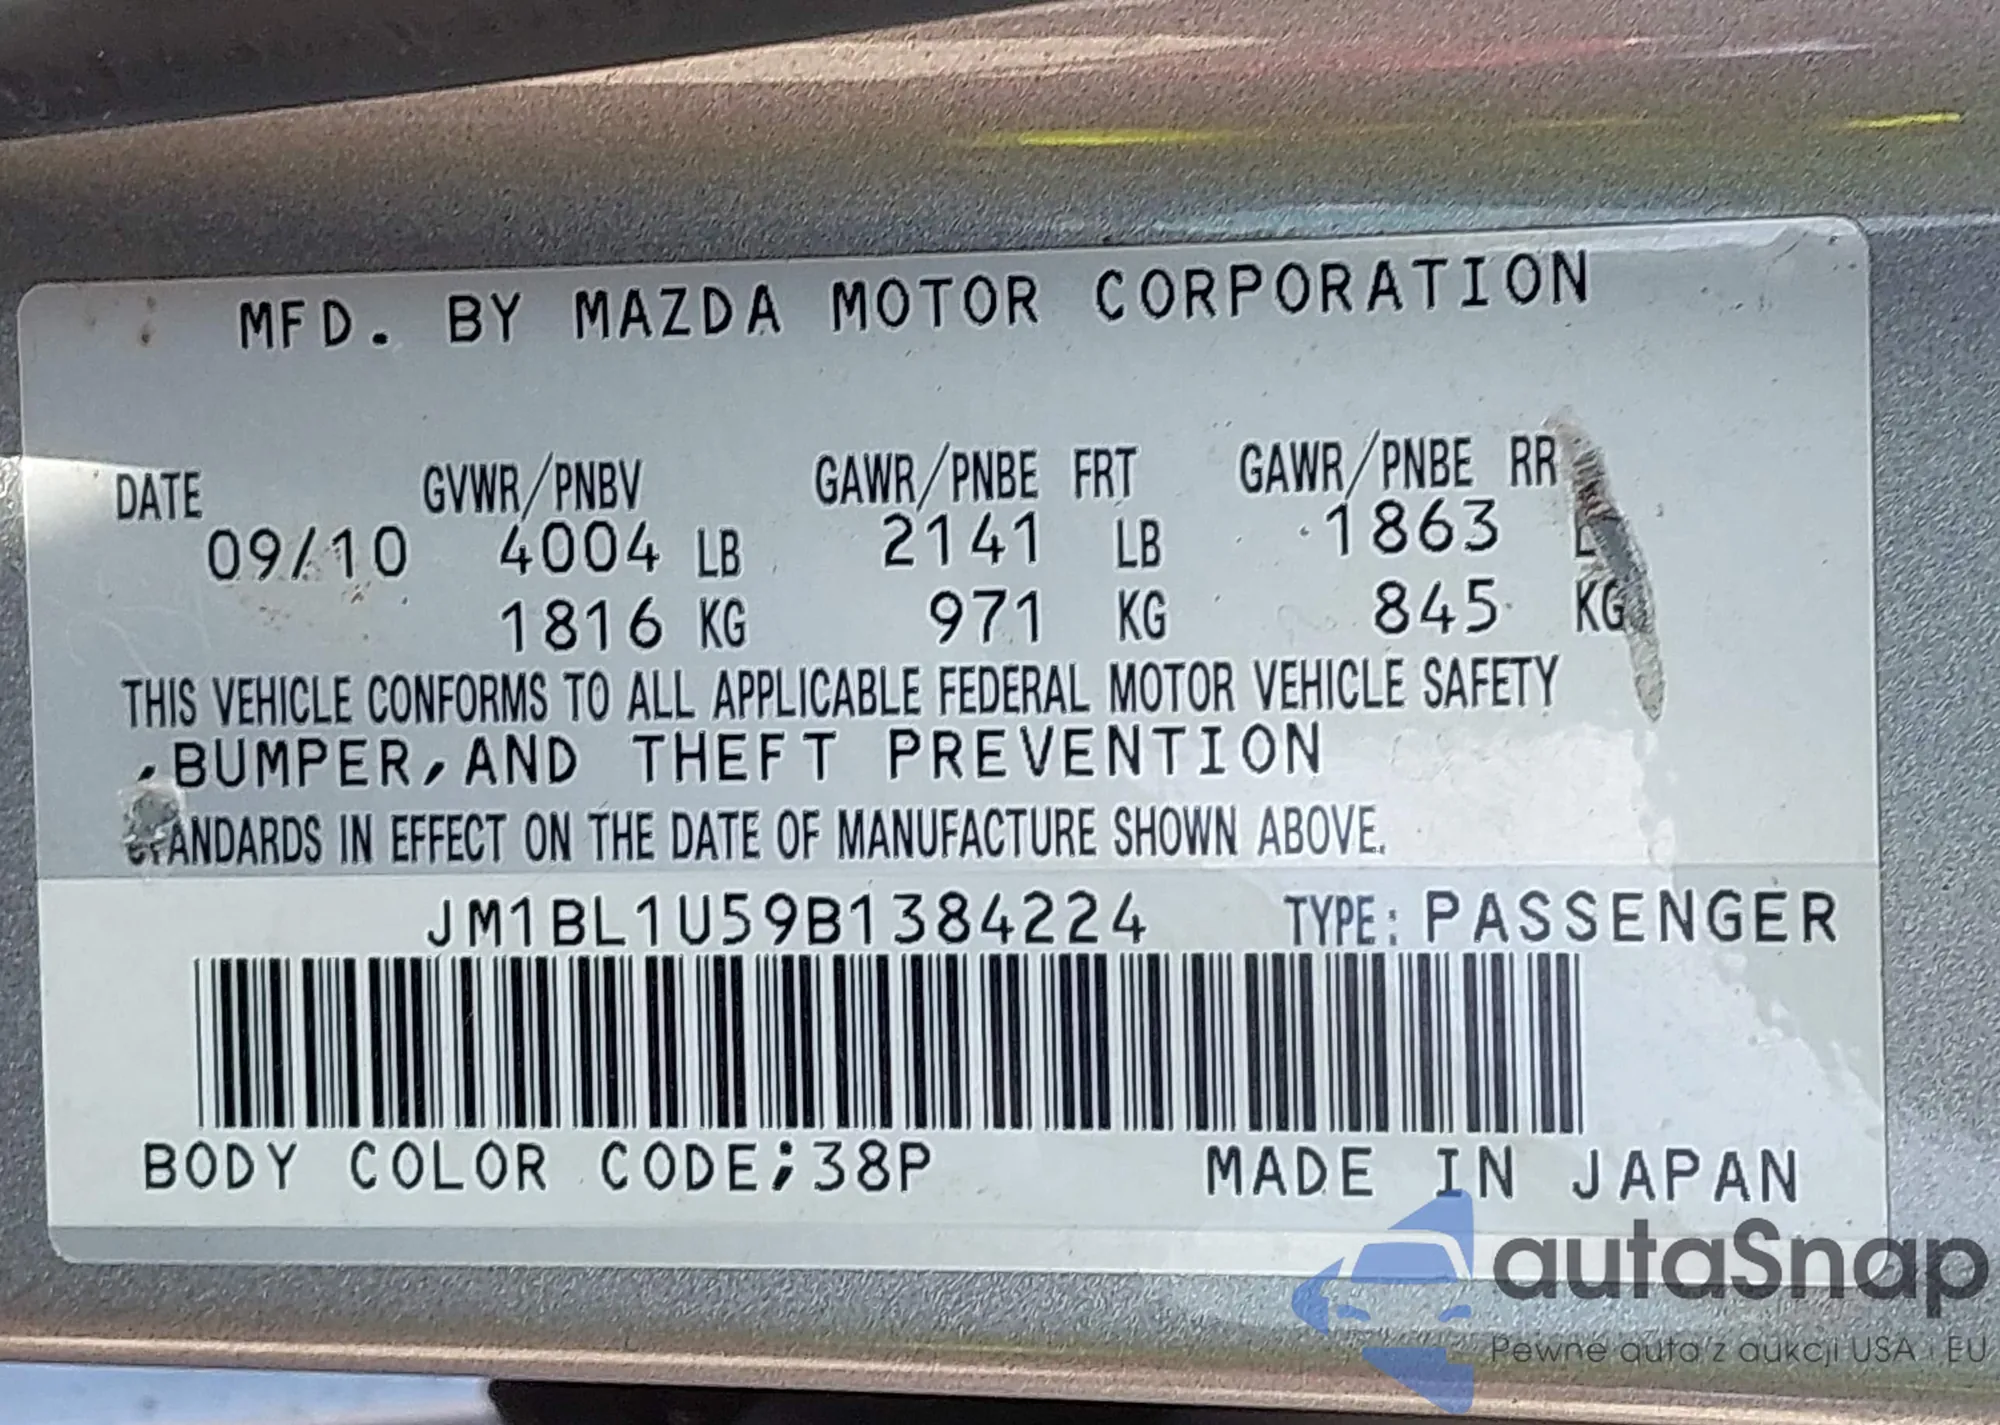 MFD. BY MAZDA MOTOR CORPORATION
DATE GVWR/PNBV GAWR/PNBE FRT GAWR/PNBE RR
09/10 4004 LB 2141 LB 1863
1816 KG 971 KG 845 KG
THIS VEHICLE CONFORMS TO ALL APPLICABLE FEDERAL MOTOR VEHICLE SAFETY
,BUMPER,AND THEFT PREVENTION
STANDARDS IN EFFECT ON THE DATE OF MANUFACTURE SHOWN ABOVE.
JM1BL1U59B1384224 TYPE: PASSENGER
BODY COLOR CODE;38P MADE IN JAPAN
autaSnap
Pewne auta z aukcji USA i EU